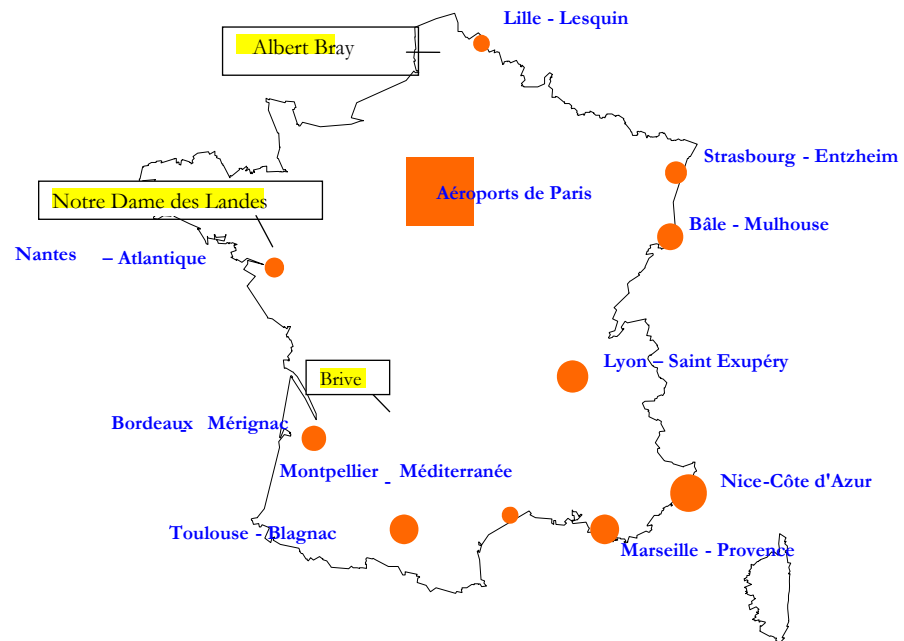 Lille - Lesquin
Albert Bray
Strasbourg - Entzheim
Aéroports de Paris
Notre Dame des Landes
Bâle - Mulhouse
Nantes – Atlantique
Lyon – Saint Exupéry
Brive
Bordeaux - Mérignac
Montpellier - Méditerranée
Nice-Côte d'Azur
Toulouse - Blagnac
Marseille - Provence